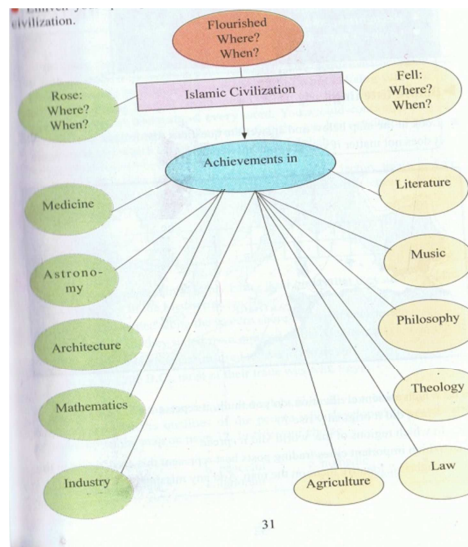 civilization.
Flourished
Where?
When?
Rose:
Where?
When?
Islamic Civilization
Fell:
Where?
When?
Achievements in
Medicine
Literature
Astrono-
my
Music
Architecture
Philosophy
Mathematics
Theology
Industry
Agriculture
Law
31